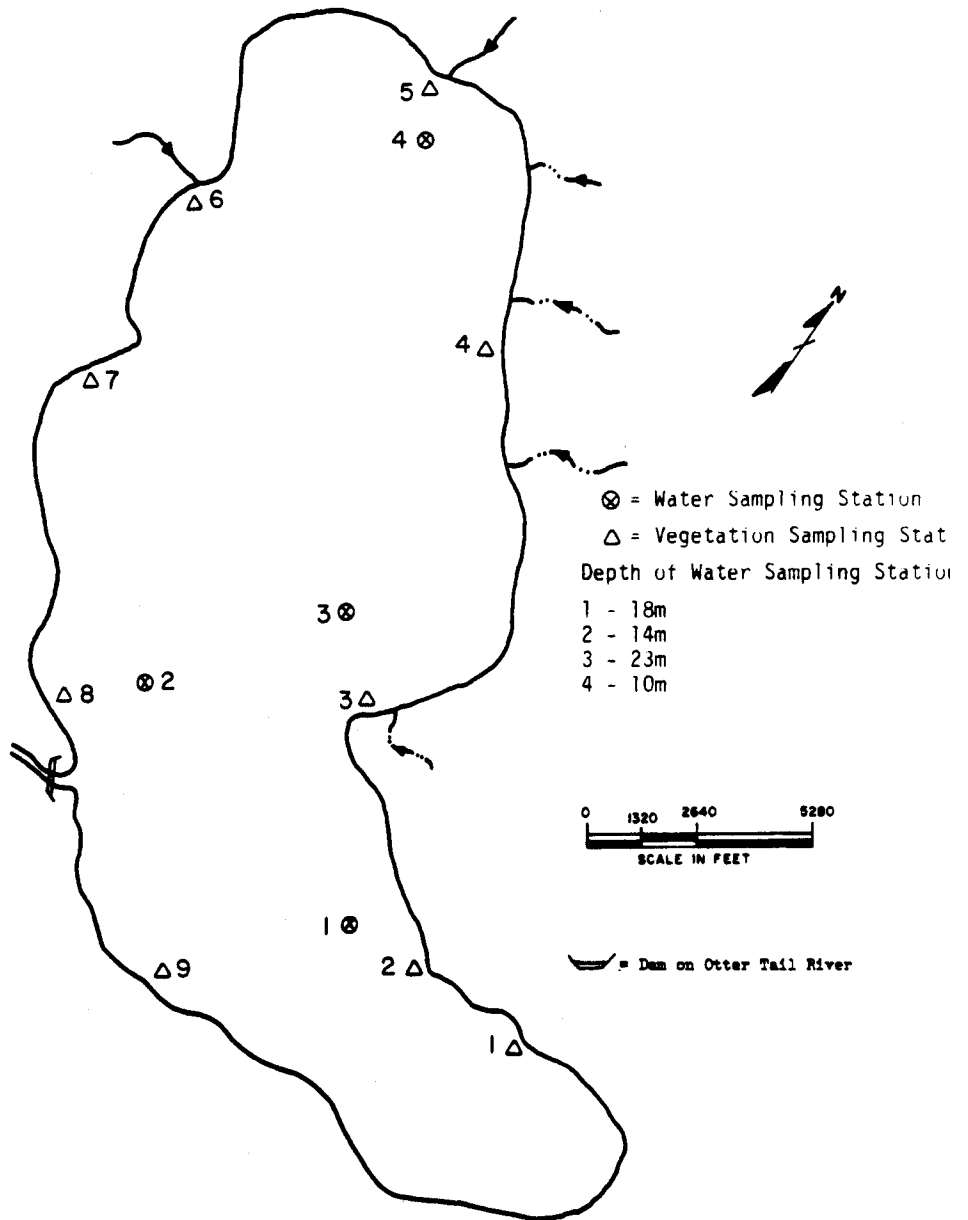 5
4
6
N
4
7
⊗ = Water Sampling Station
△ = Vegetation Sampling Stat
Depth of Water Sampling Station
1 - 18m
2 - 14m
3 - 23m
4 - 10m
3
2
8
3
0 1320 2640 5280
SCALE IN FEET
1
2
9
= Dam on Otter Tail River
1